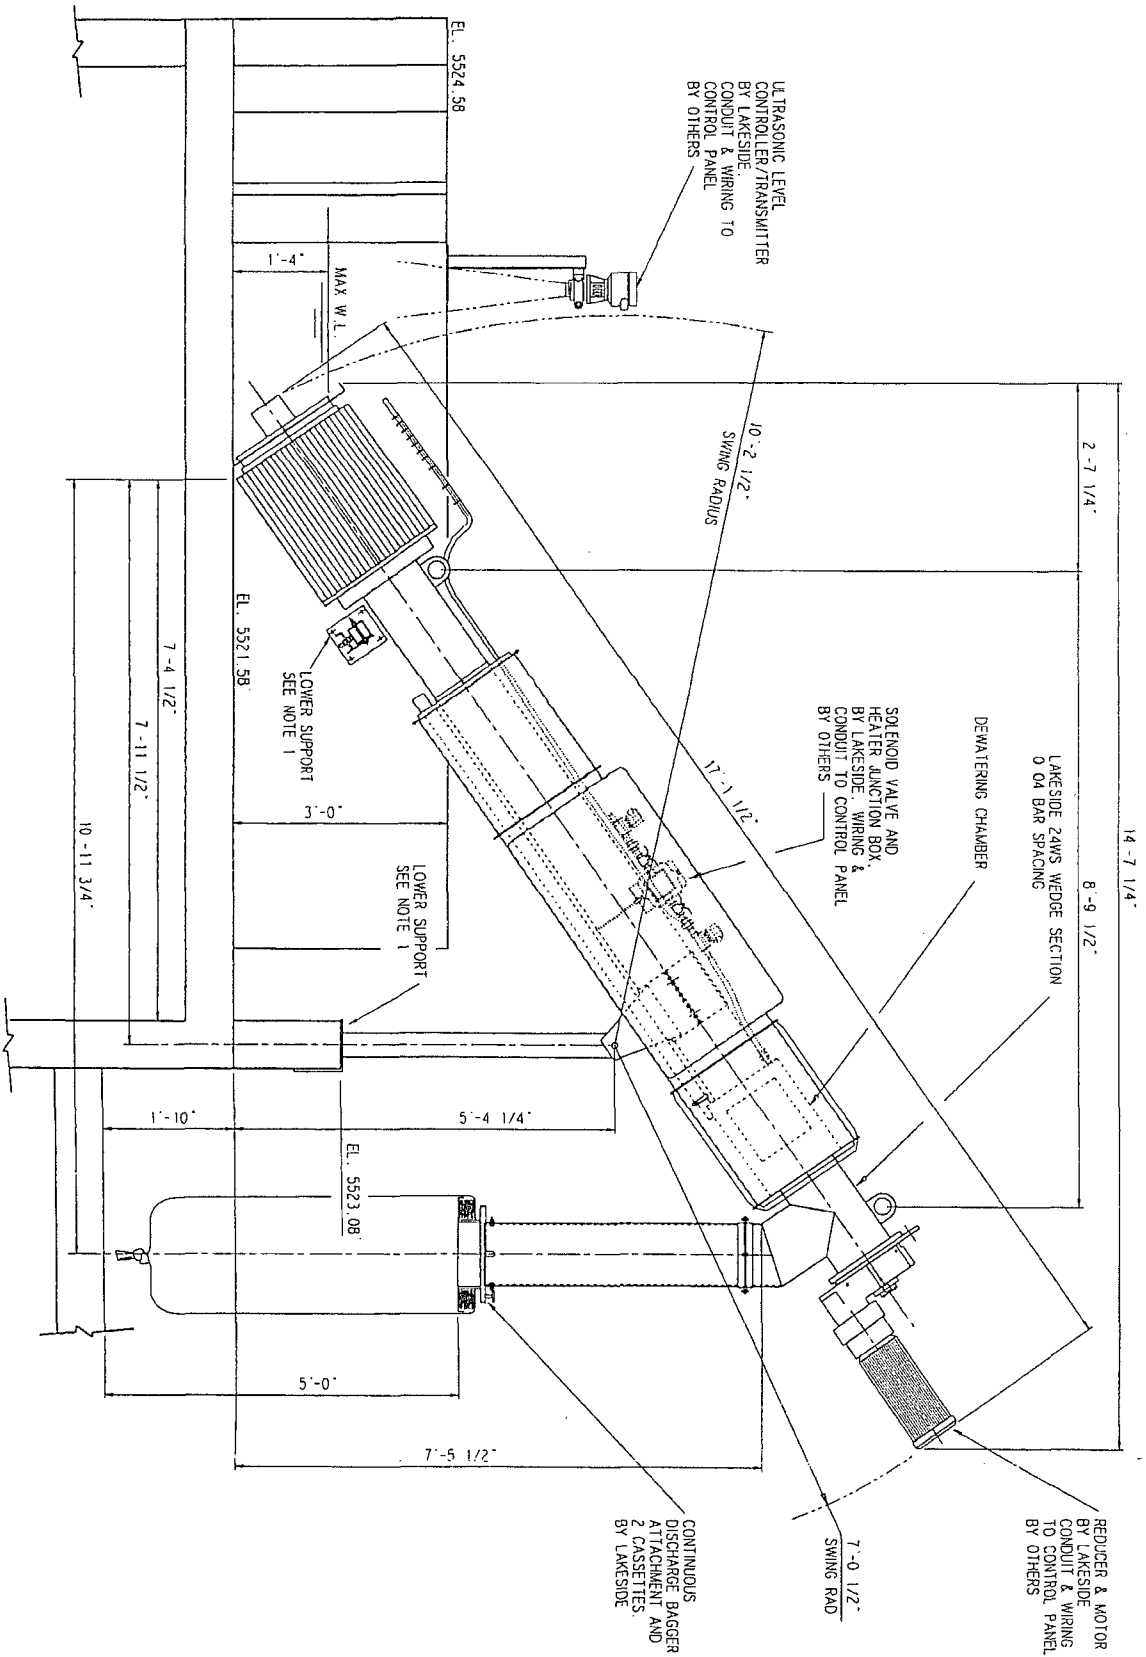 14'-7 1/4"
2'-7 1/4"
8'-9 1/2"
17'-1 1/2"
10'-2 1/2"
SWING RADIUS
7'-0 1/2"
SWING RAD
REDUCER & MOTOR
BY LAKESIDE
CONDUIT & WIRING
TO CONTROL PANEL
BY OTHERS
LAKESIDE 24WS WEDGE SECTION
0.04 BAR SPACING
DEWATERING CHAMBER
SOLENOID VALVE AND
HEATER JUNCTION BOX,
BY LAKESIDE. WIRING &
CONDUIT TO CONTROL PANEL
BY OTHERS
ULTRASONIC LEVEL
CONTROLLER/TRANSMITTER
BY LAKESIDE.
CONDUIT & WIRING TO
CONTROL PANEL
BY OTHERS
EL. 5524.58
MAX W.L.
1'-4"
EL. 5521.58'
LOWER SUPPORT
SEE NOTE 1
3'-0"
LOWER SUPPORT
SEE NOTE 1
EL. 5523.08'
5'-4 1/4"
1'-10"
5'-0"
7'-5 1/2"
7'-4 1/2"
7'-11 1/2"
10'-11 3/4"
CONTINUOUS
DISCHARGE BAGGER
ATTACHMENT AND
2 CASSETTES.
BY LAKESIDE